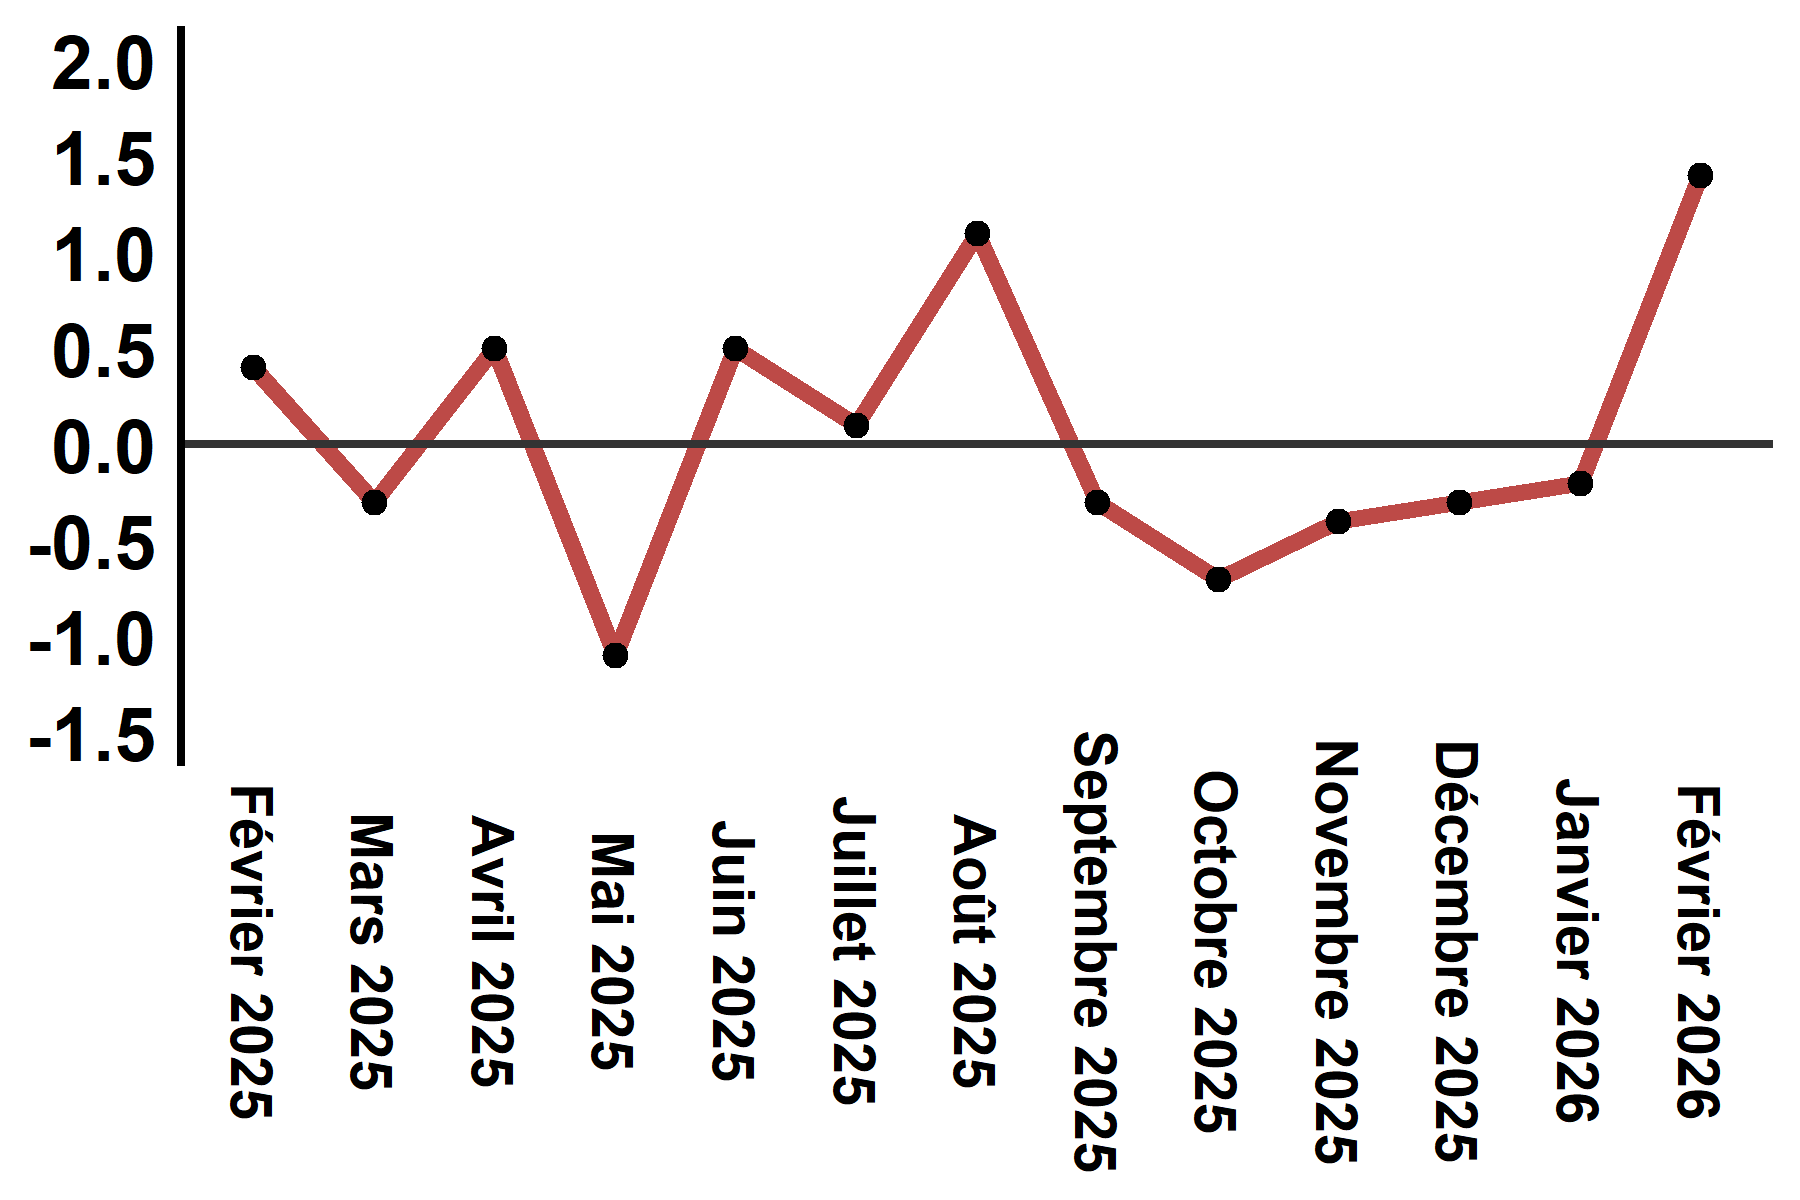 2.0
1.5
1.0
0.5
0.0
-0.5
-1.0
-1.5
Février 2025
Mars 2025
Avril 2025
Mai 2025
Juin 2025
Juillet 2025
Août 2025
Septembre 2025
Octobre 2025
Novembre 2025
Décembre 2025
Janvier 2026
Février 2026